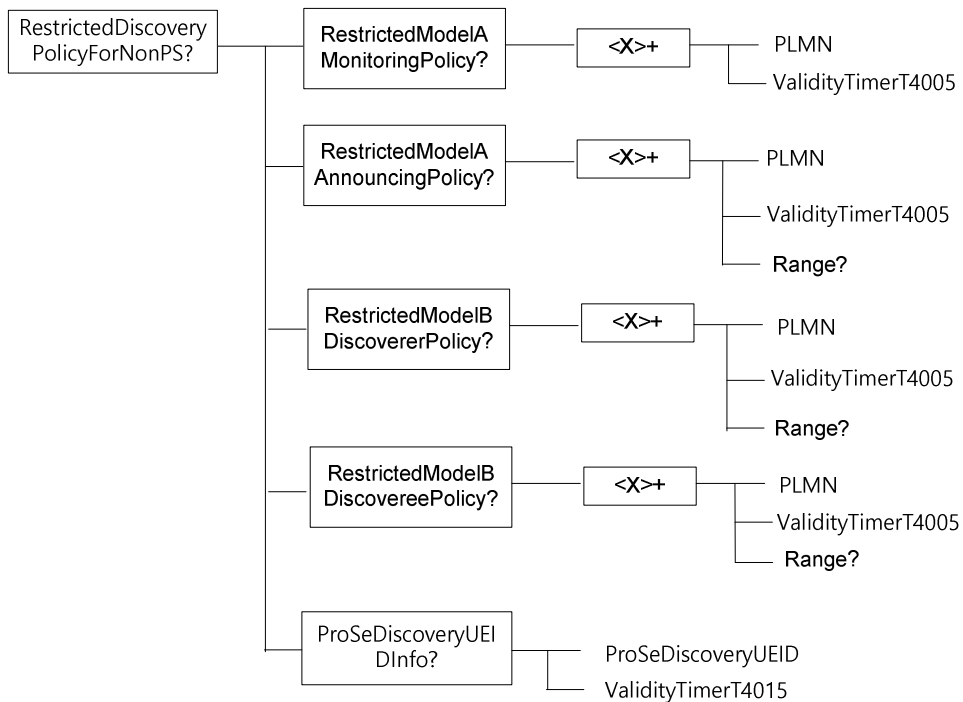 RestrictedDiscovery
PolicyForNonPS?
RestrictedModelA
MonitoringPolicy?
<X>+
PLMN
ValidityTimerT4005
RestrictedModelA
AnnouncingPolicy?
<X>+
PLMN
ValidityTimerT4005
Range?
RestrictedModelB
DiscovererPolicy?
<X>+
PLMN
ValidityTimerT4005
Range?
RestrictedModelB
DiscovereePolicy?
<X>+
PLMN
ValidityTimerT4005
Range?
ProSeDiscoveryUEI
DInfo?
ProSeDiscoveryUEID
ValidityTimerT4015